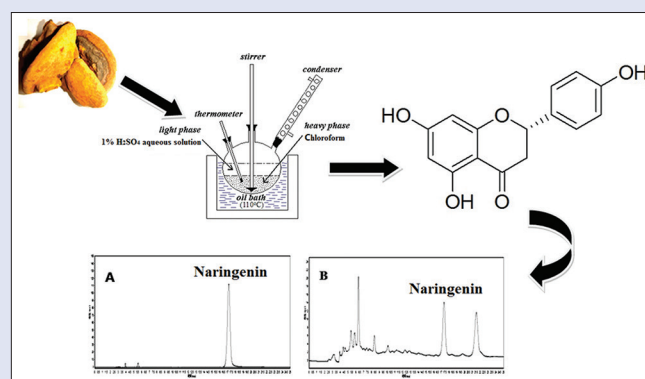 stirrer
condenser
thermometer
light phase
1% H₂SO₄ aqueous solution
heavy phase
Chloroform
oil bath
(110°C)
HO
O
OH
OH
O
A
Naringenin
B
Naringenin